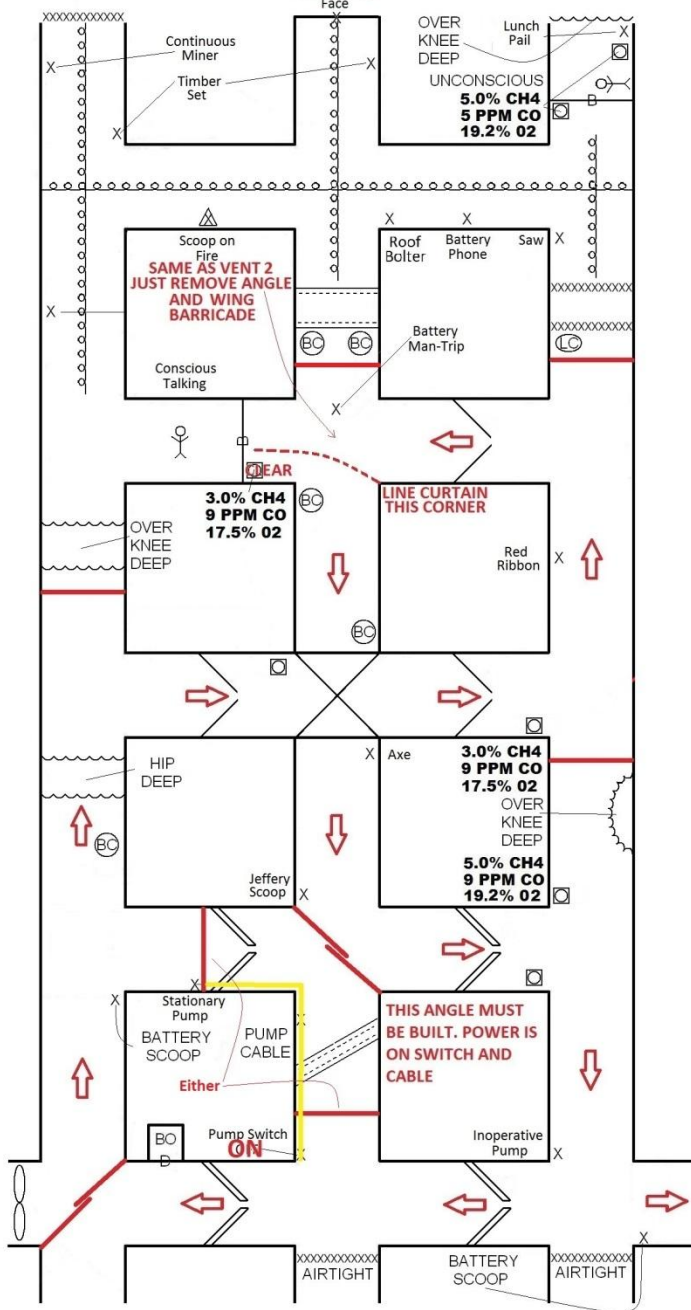 Face
Continuous
Miner
Timber
Set
OVER
KNEE
DEEP
Lunch
Pail
X
X
X
X
UNCONSCIOUS
5.0% CH4
5 PPM CO
19.2% 02
B
X
X
X
Scoop on
Fire
Roof
Bolter
Battery
Phone
Saw
X
SAME AS VENT 2
JUST REMOVE ANGLE
AND WING
BARRICADE
X
BC
BC
Battery
Man-Trip
LC
Conscious
Talking
X
B
CLEAR
3.0% CH4
9 PPM CO
17.5% 02
BC
LINE CURTAIN
THIS CORNER
OVER
KNEE
DEEP
Red
Ribbon
X
BC
X
Axe
HIP
DEEP
3.0% CH4
9 PPM CO
17.5% 02
OVER
KNEE
DEEP
BC
5.0% CH4
9 PPM CO
19.2% 02
Jeffery
Scoop
X
X
X
Stationary
Pump
BATTERY
SCOOP
PUMP
CABLE
X
THIS ANGLE MUST
BE BUILT. POWER IS
ON SWITCH AND
CABLE
Either
BO
D
Pump Switch
ON
X
Inoperative
Pump
X
X
AIRTIGHT
BATTERY
SCOOP
AIRTIGHT